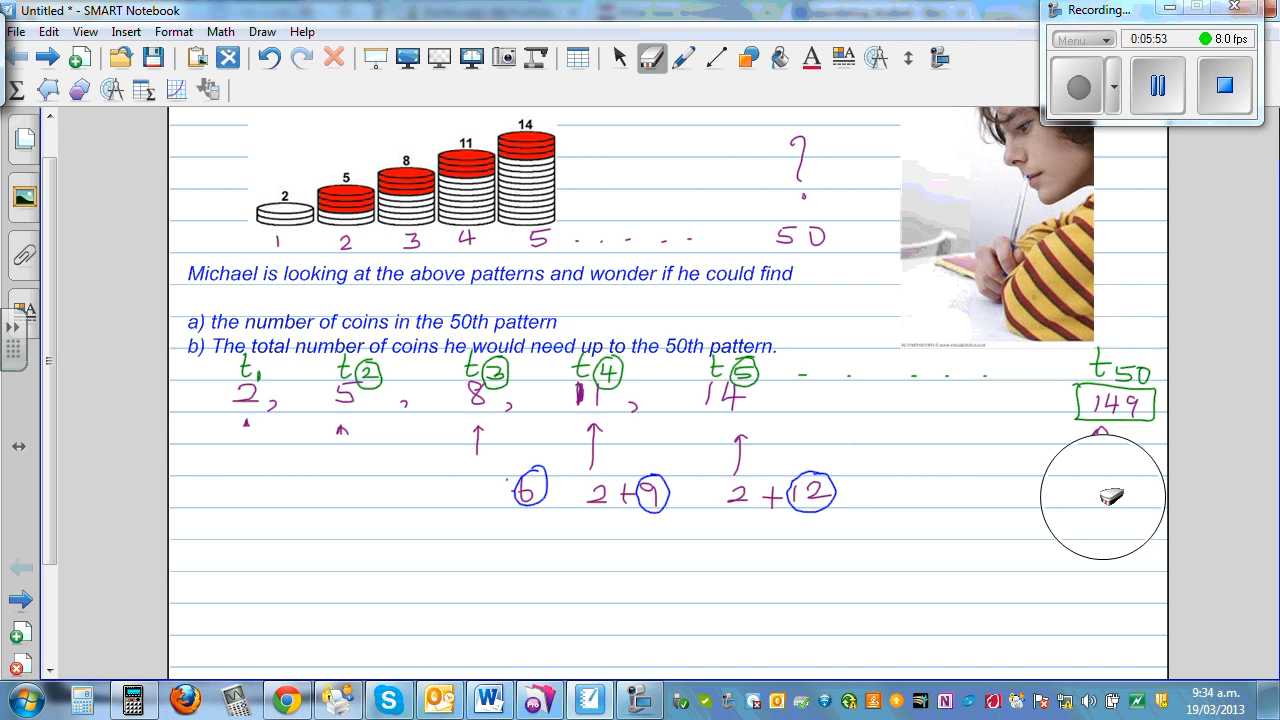 Untitled * - SMART Notebook
Recording...
File Edit View Insert Format Math Draw Help
Menu 0:05:53 8.0 fps
2 5 8 11 14
?
1 2 3 4 5 . . . . . 50
Michael is looking at the above patterns and wonder if he could find
a) the number of coins in the 50th pattern
b) The total number of coins he would need up to the 50th pattern.
t1 t2 t3 t4 t5 - - - - - t50
2, 5 , 8, 11 , 14 149
6 2+9 2+12
9:34 a.m.
19/03/2013